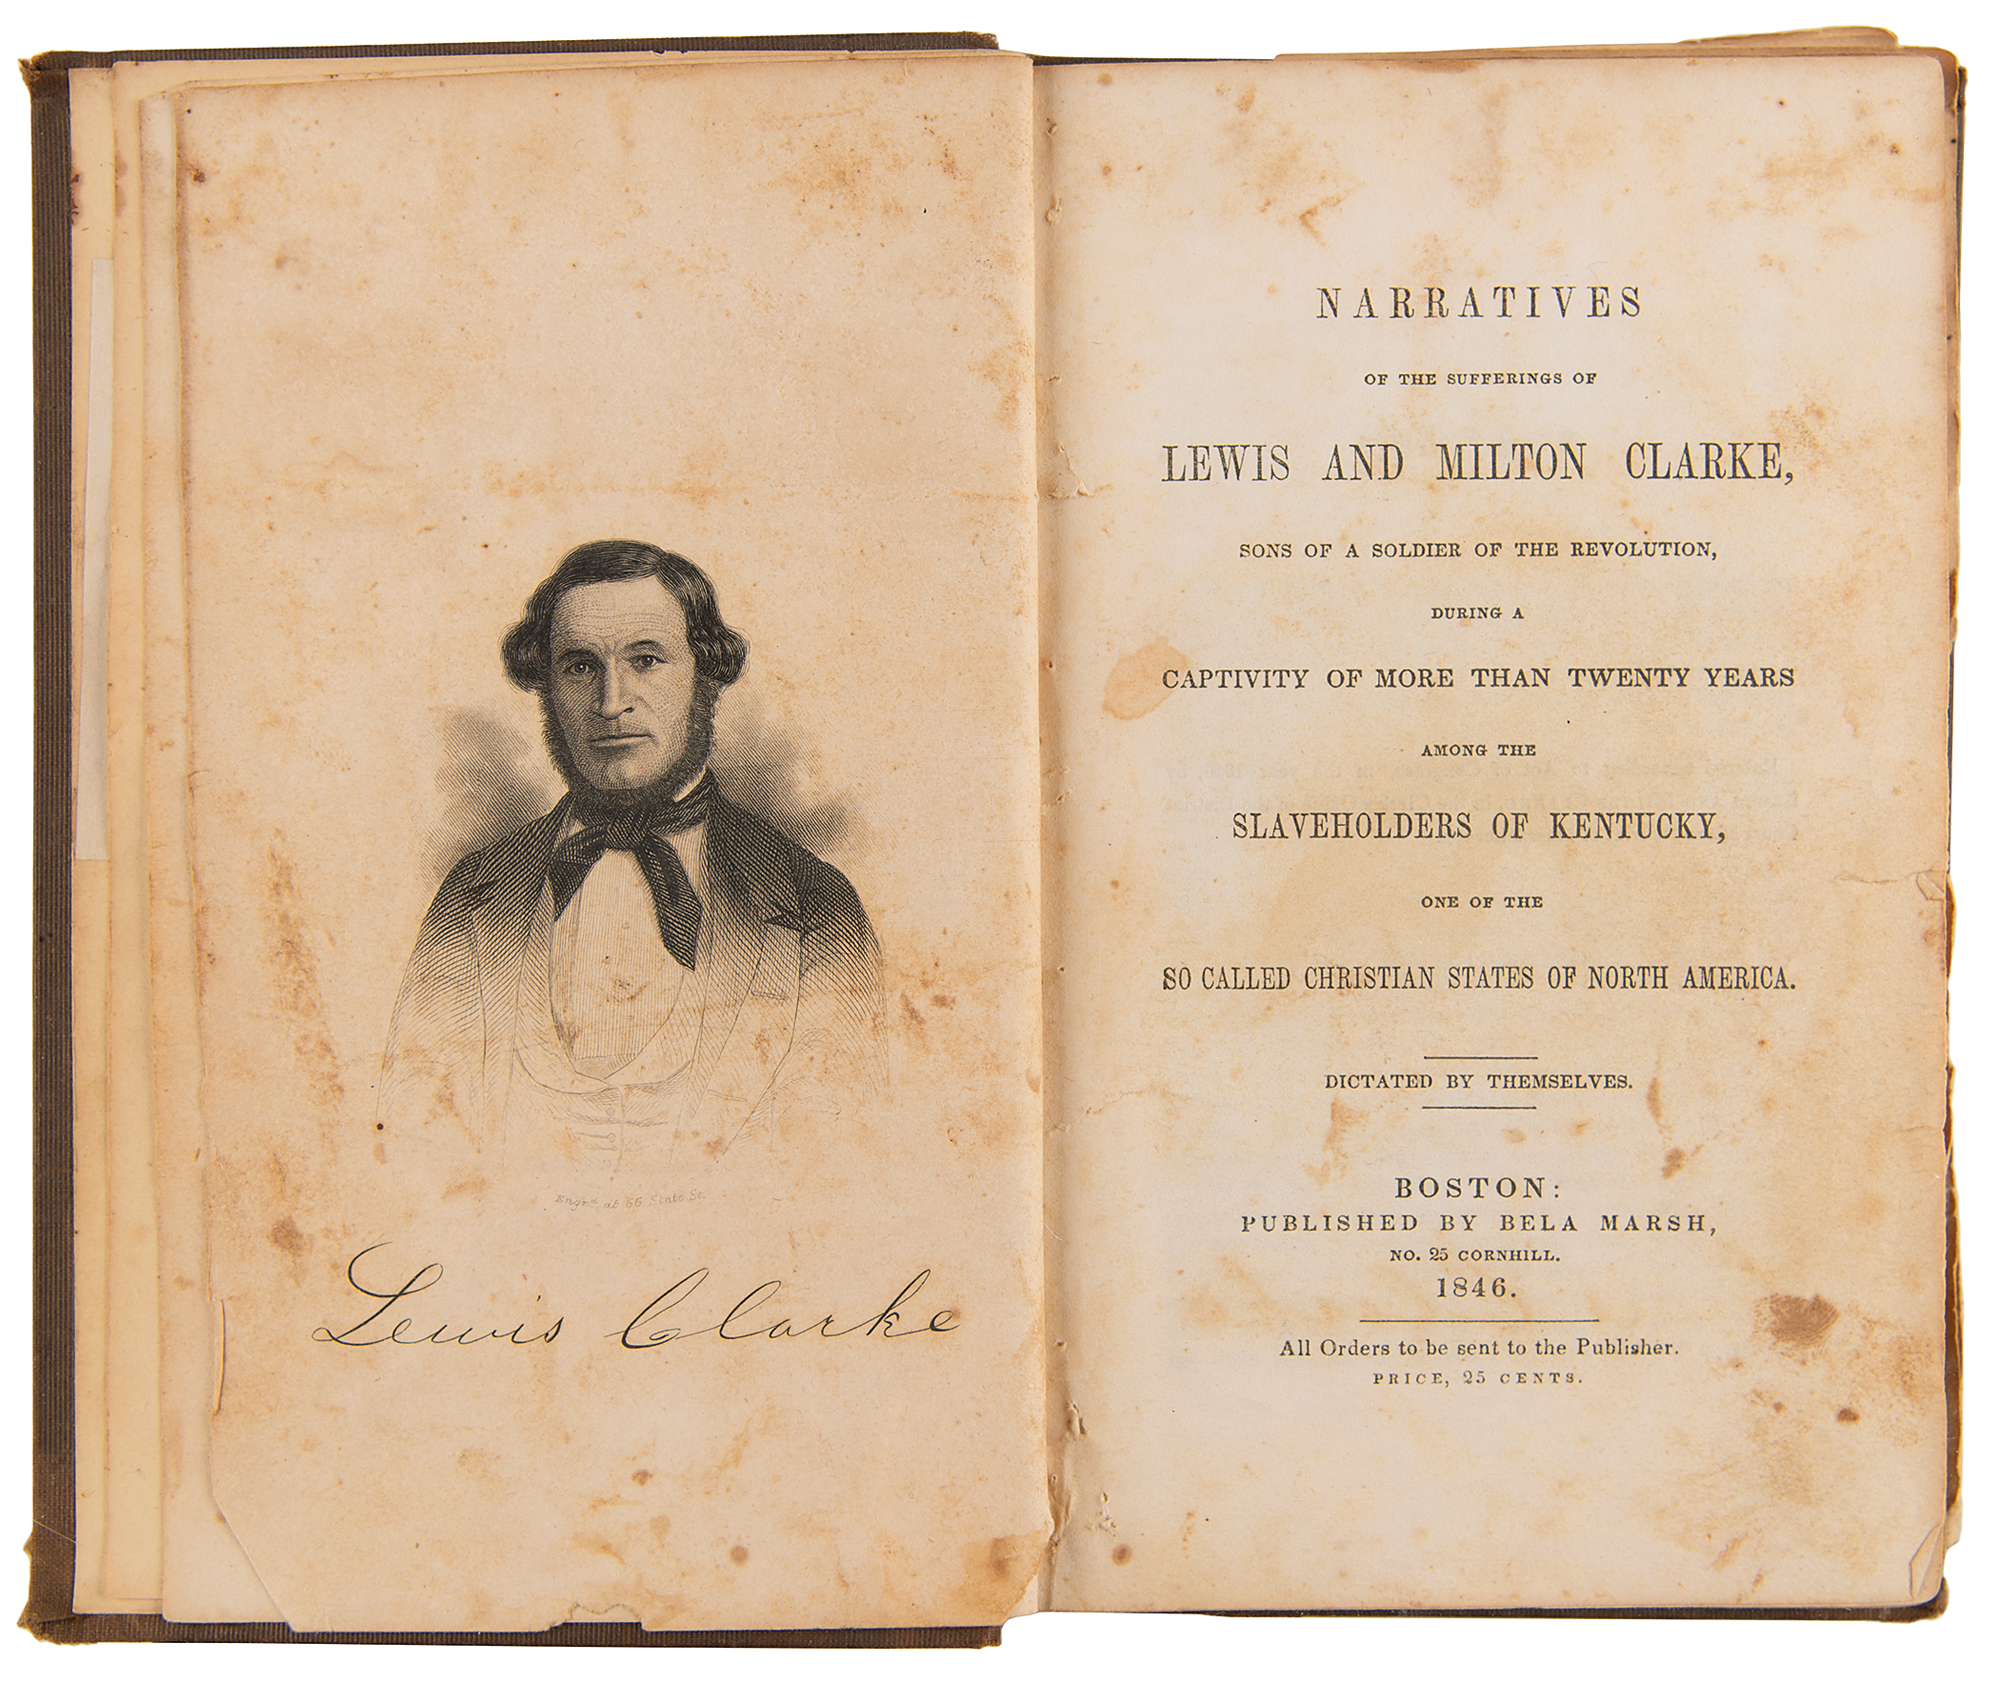 Engrd. at 66 State St.
Lewis Clarke
NARRATIVES
OF THE SUFFERINGS OF
LEWIS AND MILTON CLARKE,
SONS OF A SOLDIER OF THE REVOLUTION,
DURING A
CAPTIVITY OF MORE THAN TWENTY YEARS
AMONG THE
SLAVEHOLDERS OF KENTUCKY,
ONE OF THE
SO CALLED CHRISTIAN STATES OF NORTH AMERICA.
DICTATED BY THEMSELVES.
BOSTON:
PUBLISHED BY BELA MARSH,
NO. 25 CORNHILL.
1846.
All Orders to be sent to the Publisher.
PRICE, 25 CENTS.